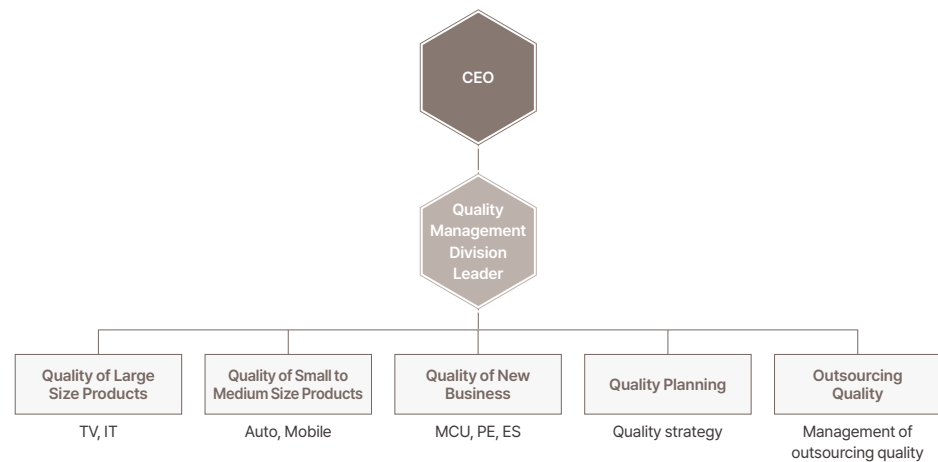 CEO
Quality
Management
Division
Leader
Quality of Large
Size Products
TV, IT
Quality of Small to
Medium Size Products
Auto, Mobile
Quality of New
Business
MCU, PE, ES
Quality Planning
Quality strategy
Outsourcing
Quality
Management of
outsourcing quality